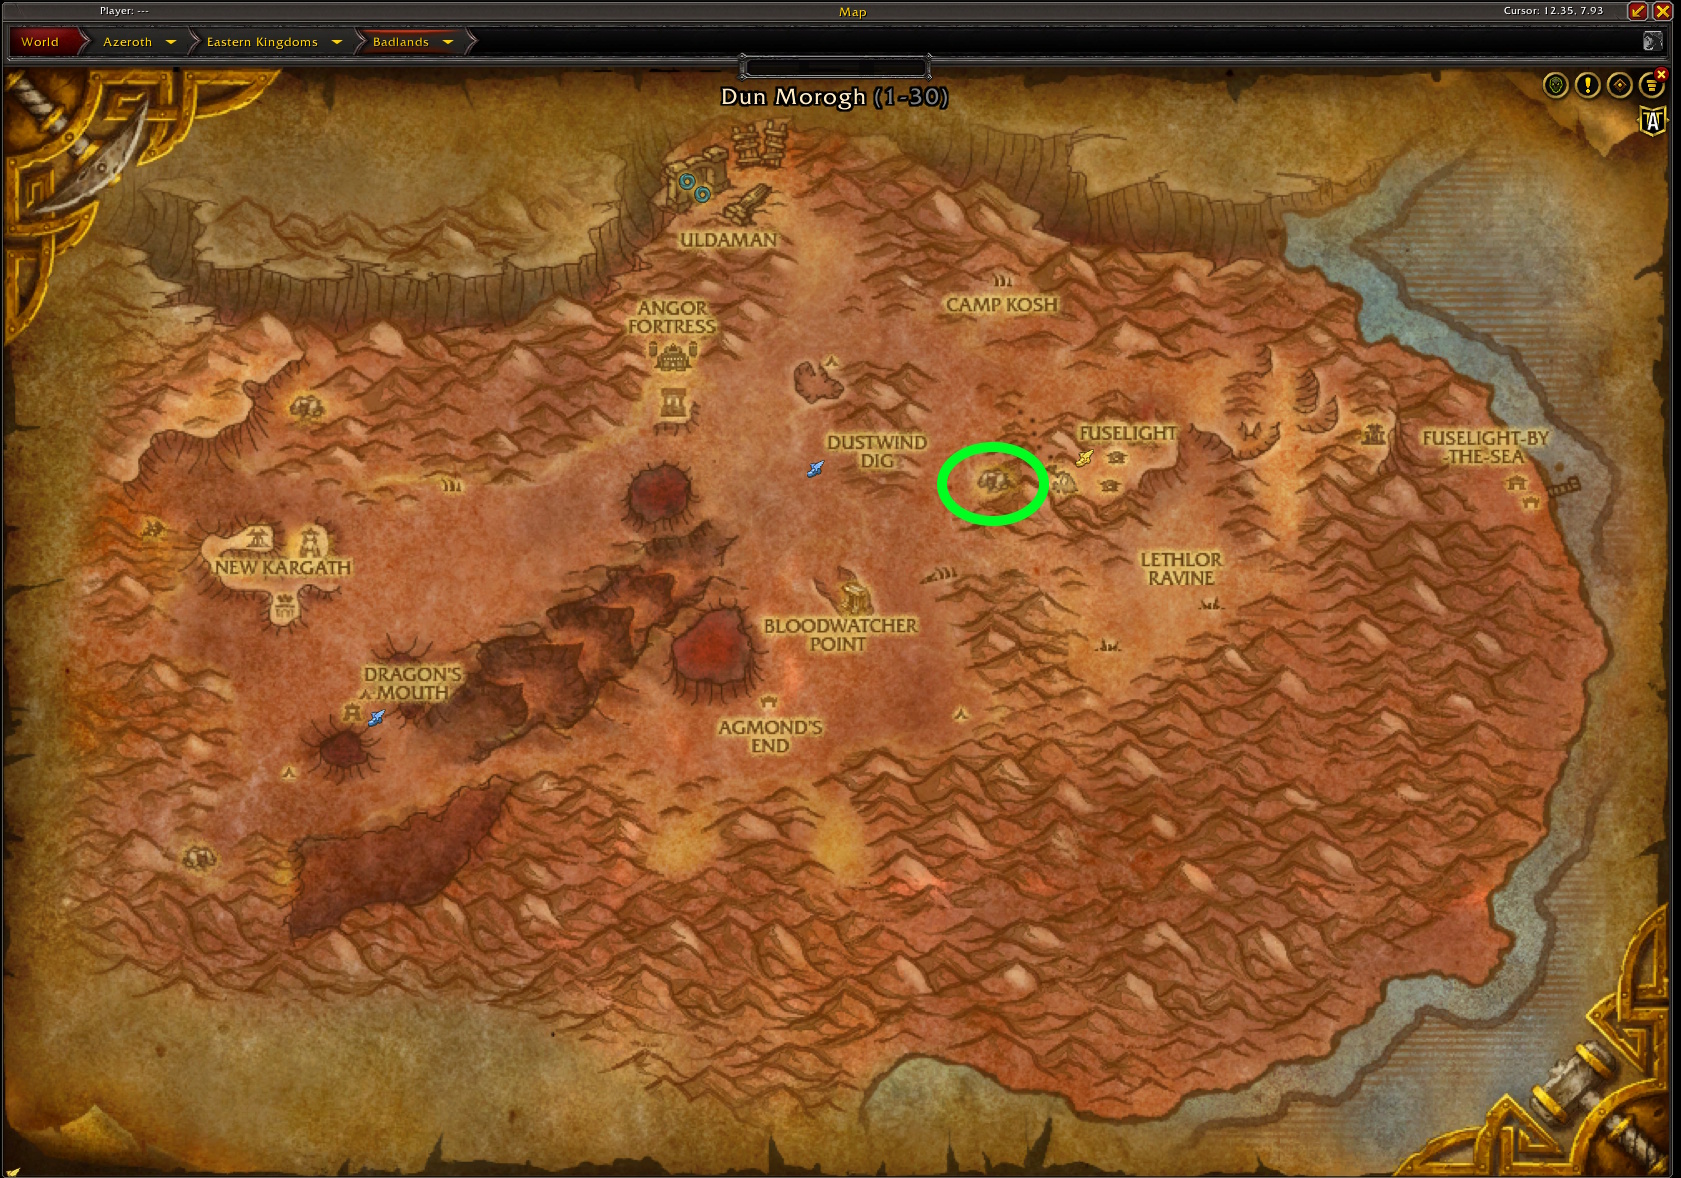 Player: ---
Map
Cursor: 12.35, 7.93
World
Azeroth
Eastern Kingdoms
Badlands
Dun Morogh (1-30)
ULDAMAN
CAMP KOSH
ANGOR
FORTRESS
DUSTWIND
DIG
FUSELIGHT
FUSELIGHT-BY
-THE-SEA
NEW KARGATH
LETHLOR
RAVINE
BLOODWATCHER
POINT
DRAGON'S
MOUTH
AGMOND'S
END